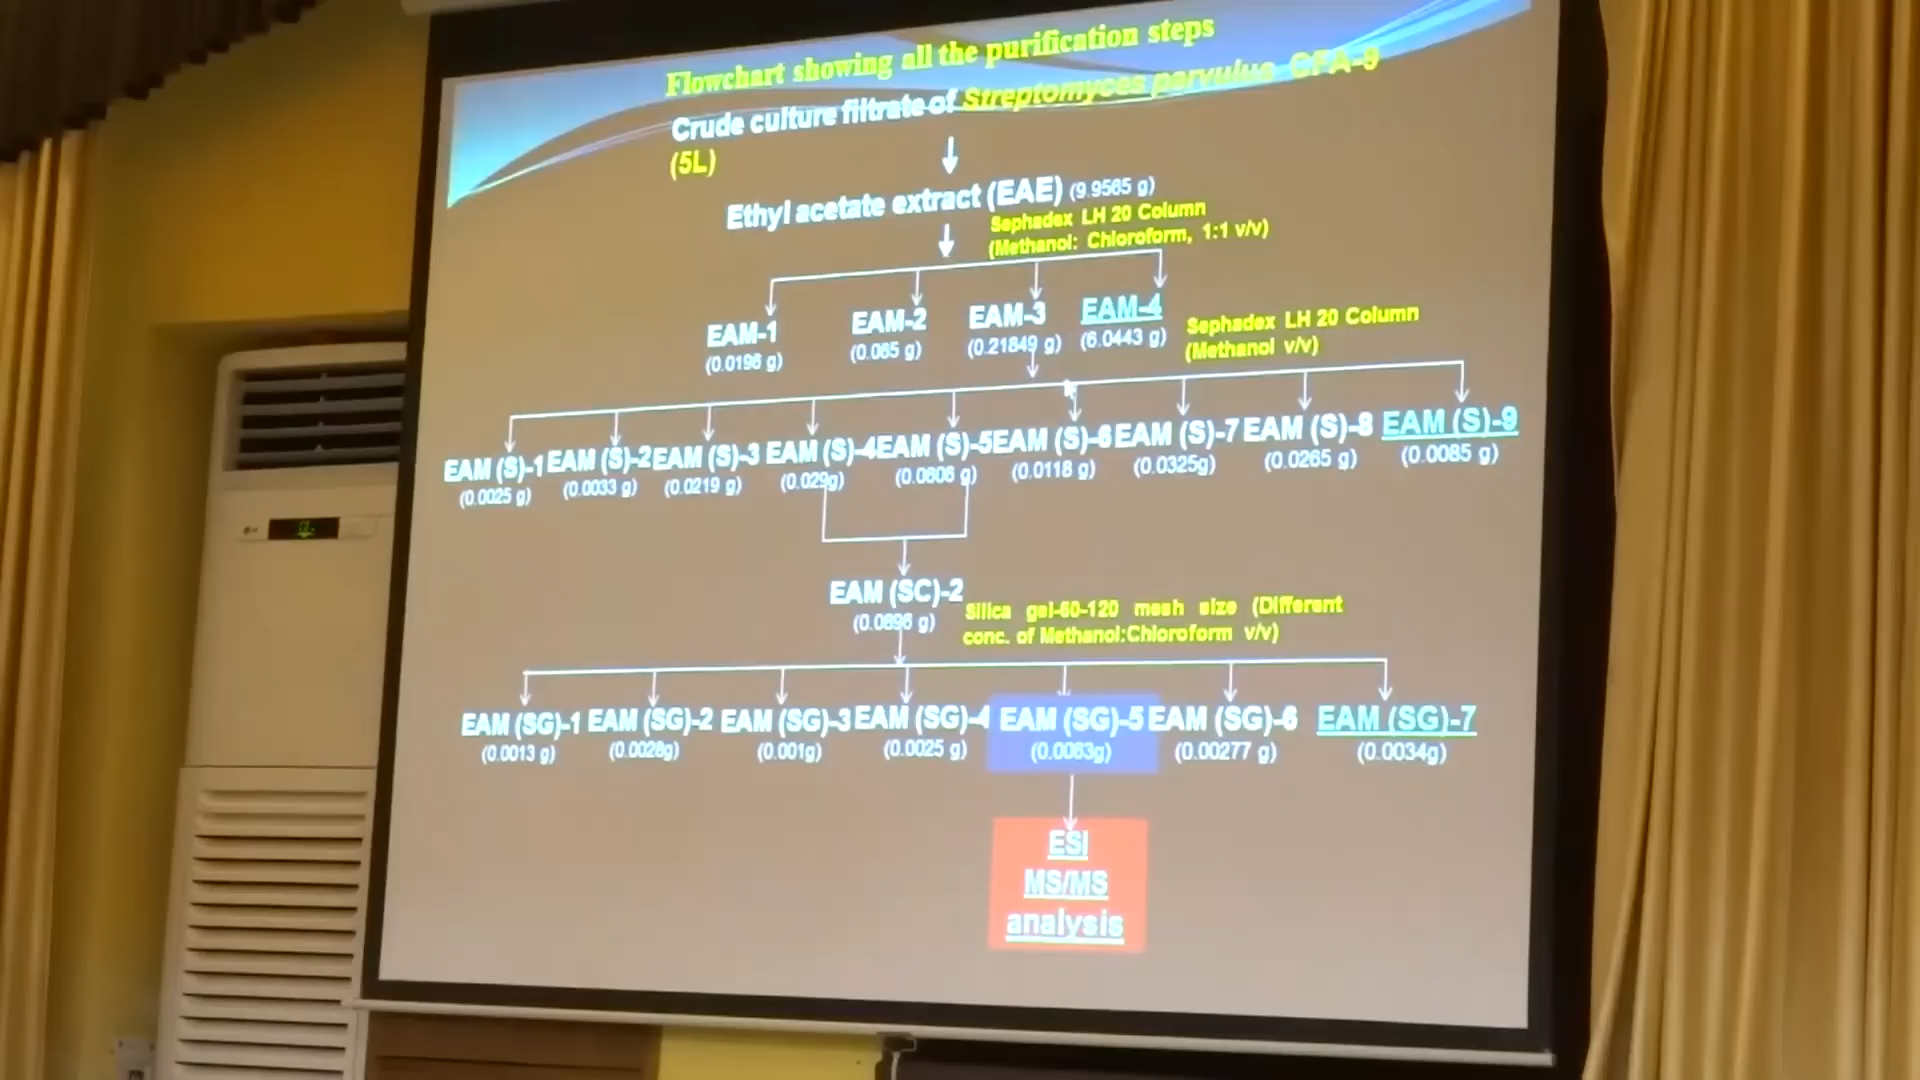 Flowchart showing all the purification steps
Crude culture filtrate of Streptomyces parvulus CFA-9
(5L)
Ethyl acetate extract (EAE) (9.9565 g)
Sephadex LH 20 Column
(Methanol: Chloroform, 1:1 v/v)
EAM-1 EAM-2 EAM-3 EAM-4
(0.0196 g) (0.065 g) (0.21849 g) (6.0443 g)
Sephadex LH 20 Column
(Methanol v/v)
EAM (S)-1 EAM (S)-2 EAM (S)-3 EAM (S)-4 EAM (S)-5 EAM (S)-6 EAM (S)-7 EAM (S)-8 EAM (S)-9
(0.0025 g) (0.0033 g) (0.0219 g) (0.029g) (0.0606 g) (0.0118 g) (0.0325g) (0.0265 g) (0.0085 g)
EAM (SC)-2
(0.0896 g)
Silica gel-60-120 mesh size (Different
conc. of Methanol:Chloroform v/v)
EAM (SG)-1 EAM (SG)-2 EAM (SG)-3 EAM (SG)-4 EAM (SG)-5 EAM (SG)-6 EAM (SG)-7
(0.0013 g) (0.0028g) (0.001g) (0.0025 g) (0.0063g) (0.00277 g) (0.0034g)
ESI
MS/MS
analysis